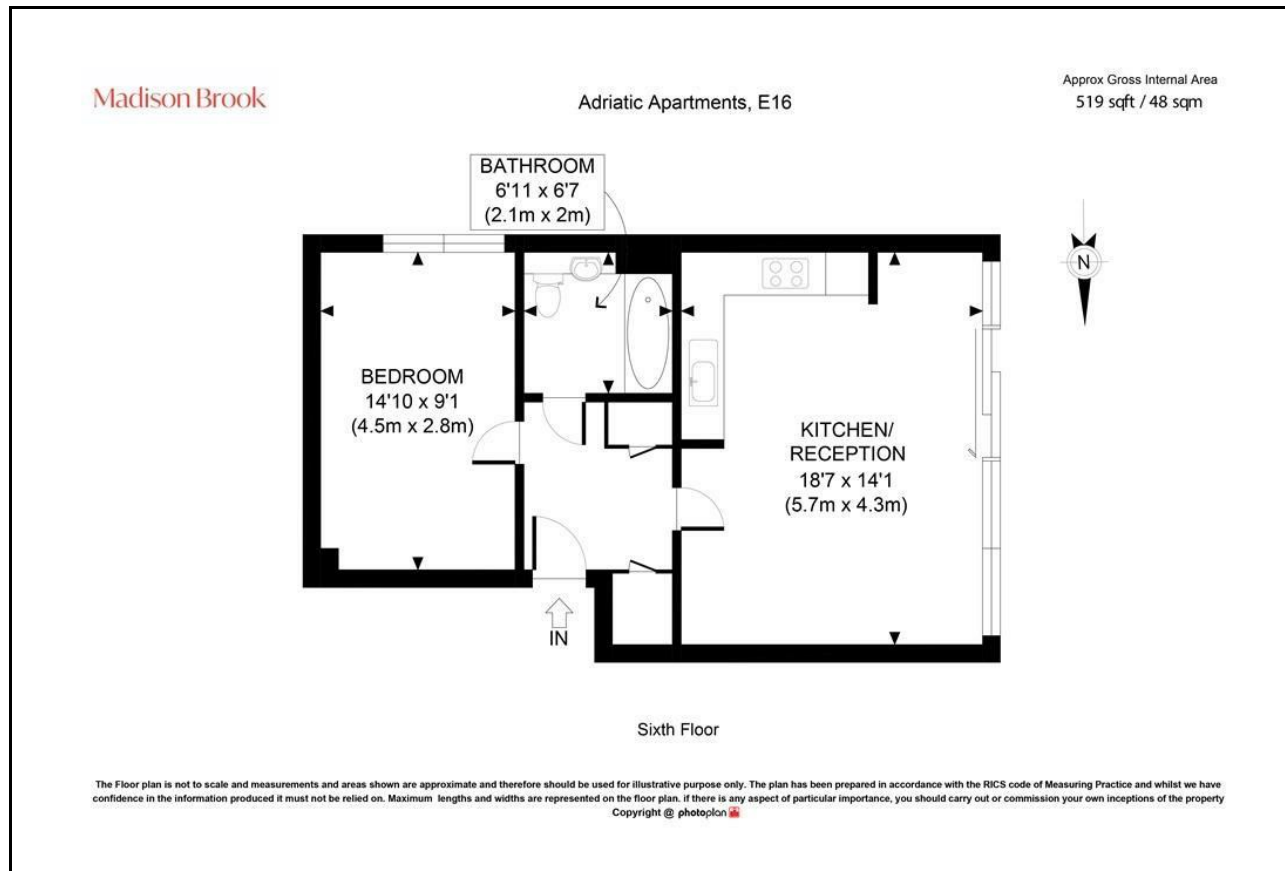 Madison Brook
Adriatic Apartments, E16
Approx Gross Internal Area
519 sqft / 48 sqm
BATHROOM
6'11 x 6'7
(2.1m x 2m)
N
BEDROOM
14'10 x 9'1
(4.5m x 2.8m)
KITCHEN/
RECEPTION
18'7 x 14'1
(5.7m x 4.3m)
IN
Sixth Floor
The Floor plan is not to scale and measurements and areas shown are approximate and therefore should be used for illustrative purpose only. The plan has been prepared in accordance with the RICS code of Measuring Practice and whilst we have
confidence in the information produced it must not be relied on. Maximum lengths and widths are represented on the floor plan. if there is any aspect of particular importance, you should carry out or commission your own inceptions of the property
Copyright @ photoplan